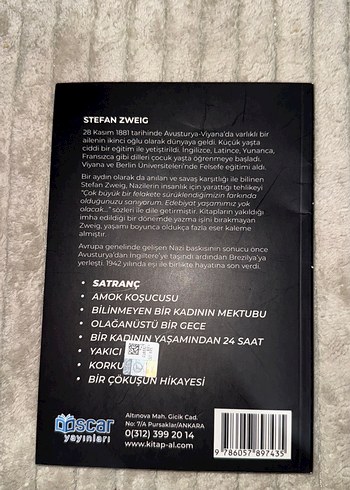 STEFAN ZWEIG
28 Kasım 1881 tarihinde Avusturya-Viyana'da varlıklı bir
ailenin ikinci oğlu olarak dünyaya geldi. Küçük yaşta
ciddi bir eğitim ile yetiştirildi. İngilizce, Latince, Yunanca,
Fransızca gibi dilleri çocuk yaşta öğrenmeye başladı.
Viyana ve Berlin Üniversiteleri'nde Felsefe eğitimi aldı.
Bir aydın olarak da anılan ve savaş karşıtlığı ile bilinen
Stefan Zweig, Nazilerin insanlık için yarattığı tehlikeyi
"Çok büyük bir felakete sürüklendiğimizin farkında
olduğunuzu sanıyorum. Edebiyat yaşamımız yok
olacak..." sözleri ile dile getirmiştir. Kitapların yakıldığı
imha edildiği bir dönemde yazma işini bırakmayan
Zweig, yaşamı boyunca oldukça fazla eser kaleme
almıştır.
Avrupa genelinde gelişen Nazi baskısının sonucu önce
Avusturya'dan İngiltere'ye taşındı ardından Brezilya'ya
yerleşti. 1942 yılında eşi ile birlikte hayatına son verdi.
• SATRANÇ
• AMOK KOŞUCUSU
• BİLİNMEYEN BİR KADININ MEKTUBU
• OLAĞANÜSTÜ BİR GECE
• BİR KADININ YAŞAMINDAN 24 SAAT
• YAKICI
• KORKU
• BİR ÇÖKÜŞÜN HİKAYESİ
oscar
yayınları
Altınova Mah. Gicik Cad.
No: 7/A Pursaklar/ANKARA
0(312) 399 20 14
www.kitap-al.com
9 786057 897435